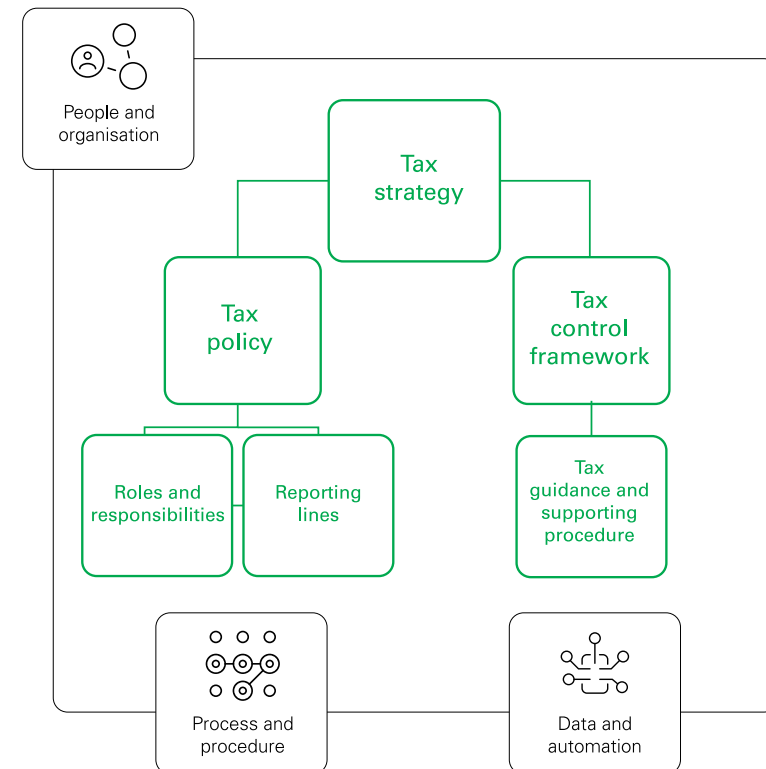 People and
organisation
Tax
strategy
Tax
policy
Tax
control
framework
Roles and
responsibilities
Reporting
lines
Tax
guidance and
supporting
procedure
Process and
procedure
Data and
automation